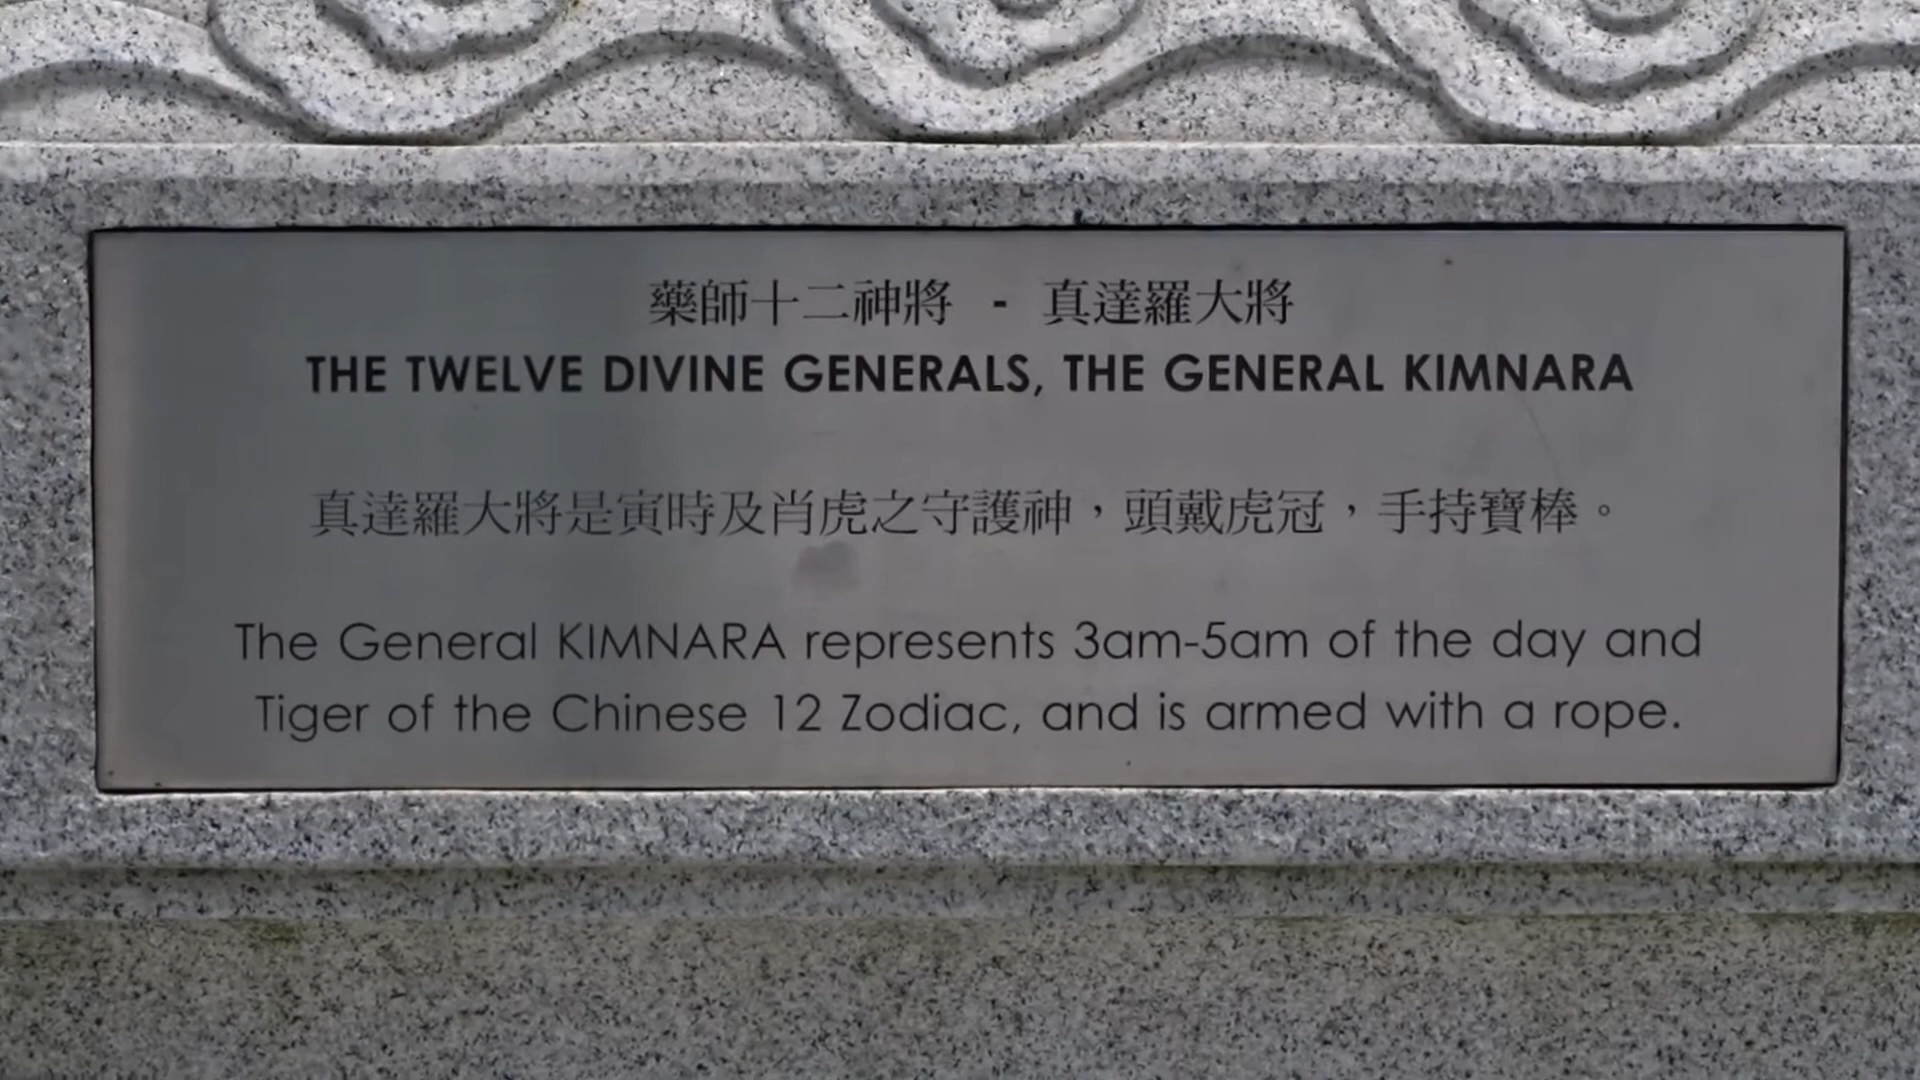 藥師十二神將 - 真達羅大將
THE TWELVE DIVINE GENERALS, THE GENERAL KIMNARA
真達羅大將是寅時及肖虎之守護神，頭戴虎冠，手持寶棒。
The General KIMNARA represents 3am-5am of the day and
Tiger of the Chinese 12 Zodiac, and is armed with a rope.